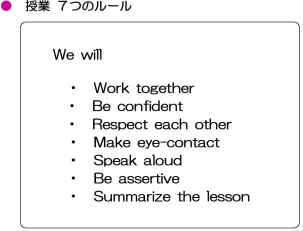 ● 授業 7つのルール
We will
・ Work together
・ Be confident
・ Respect each other
・ Make eye-contact
・ Speak aloud
・ Be assertive
・ Summarize the lesson